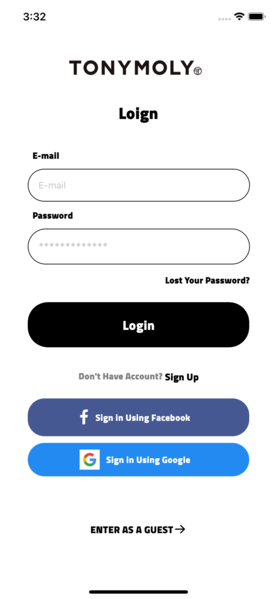 3:32
TONYMOLY
Loign
E-mail
E-mail
Password
*************
Lost Your Password?
Login
Don't Have Account? Sign Up
Sign in Using Facebook
Sign in Using Google
ENTER AS A GUEST→